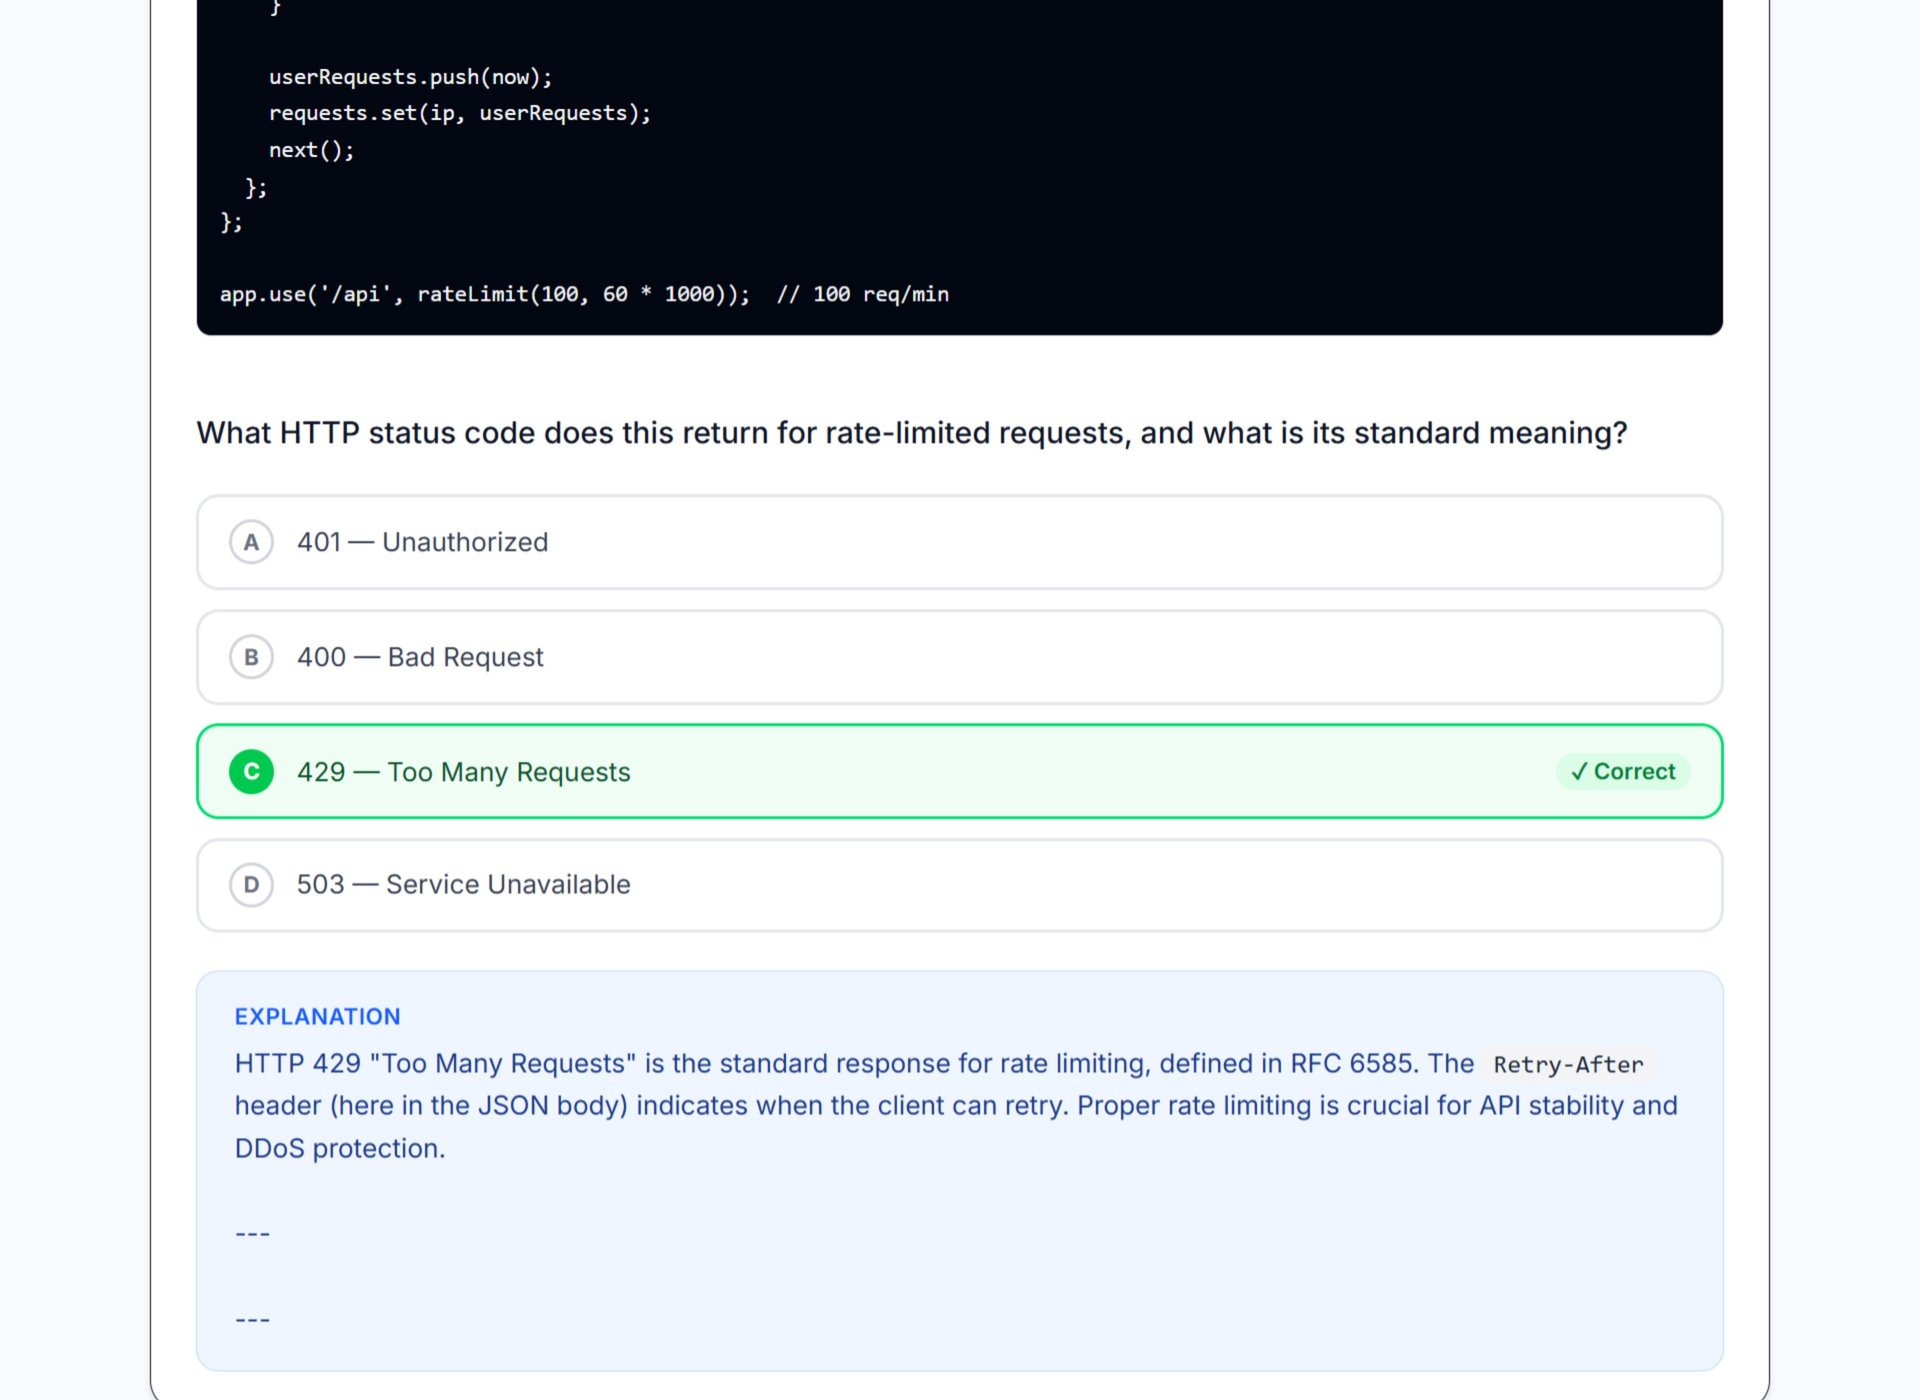 }
userRequests.push(now);
requests.set(ip, userRequests);
next();
};
};
app.use('/api', rateLimit(100, 60 * 1000));  // 100 req/min
What HTTP status code does this return for rate-limited requests, and what is its standard meaning?
A 401 — Unauthorized
B 400 — Bad Request
C 429 — Too Many Requests ✓ Correct
D 503 — Service Unavailable
EXPLANATION
HTTP 429 "Too Many Requests" is the standard response for rate limiting, defined in RFC 6585. The Retry-After
header (here in the JSON body) indicates when the client can retry. Proper rate limiting is crucial for API stability and
DDoS protection.
---
---